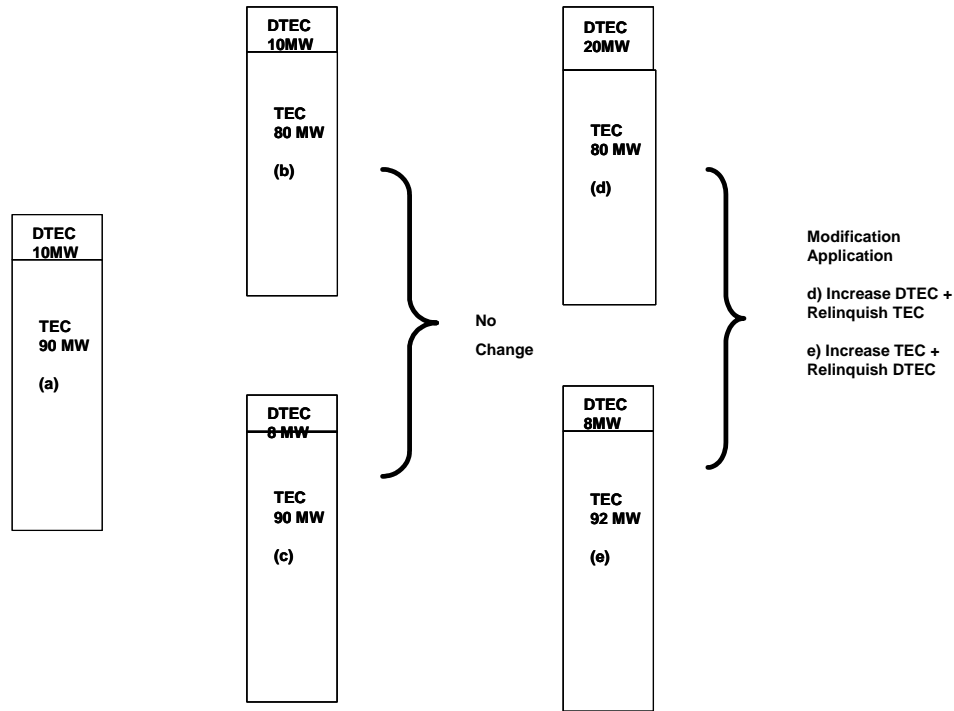 DTEC
10MW
TEC
90 MW
(a)
DTEC
10MW
TEC
80 MW
(b)
DTEC
8 MW
TEC
90 MW
(c)
No
Change
DTEC
20MW
TEC
80 MW
(d)
DTEC
8MW
TEC
92 MW
(e)
Modification
Application
d) Increase DTEC +
Relinquish TEC
e) Increase TEC +
Relinquish DTEC